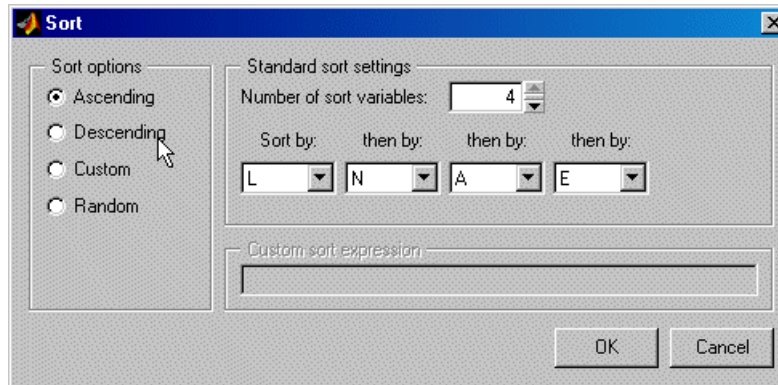 Sort
Sort options
Ascending
Descending
Custom
Random
Standard sort settings
Number of sort variables: 4
Sort by: then by: then by: then by:
L N A E
Custom sort expression
OK Cancel